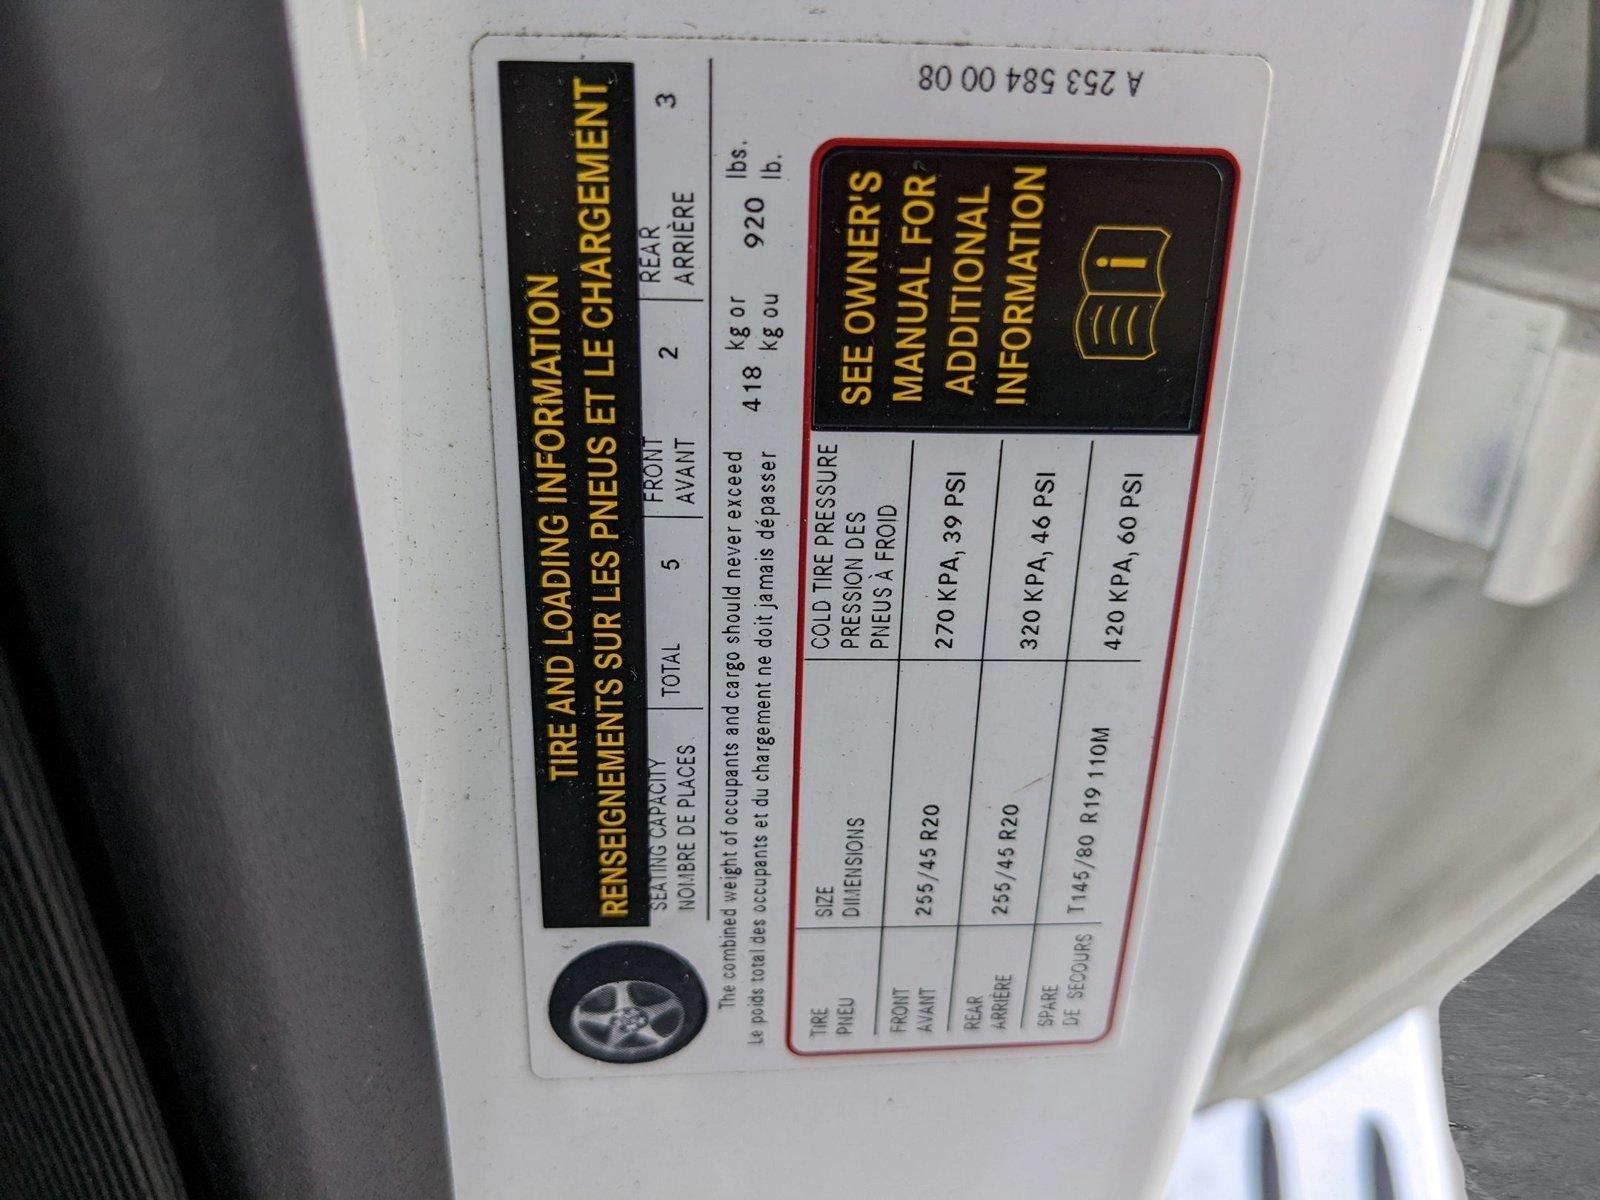 TIRE AND LOADING INFORMATION
RENSEIGNEMENTS SUR LES PNEUS ET LE CHARGEMENT
SEATING CAPACITY
NOMBRE DE PLACES
TOTAL 5
FRONT
AVANT
2
REAR
ARRIÈRE
3
The combined weight of occupants and cargo should never exceed 418 kg or 920 lbs.
Le poids total des occupants et du chargement ne doit jamais dépasser kg ou lb.
TIRE
PNEU
SIZE
DIMENSIONS
COLD TIRE PRESSURE
PRESSION DES
PNEUS À FROID
FRONT
AVANT
255/45 R20
270 KPA, 39 PSI
REAR
ARRIÈRE
255/45 R20
320 KPA, 46 PSI
SPARE
DE SECOURS
T145/80 R19 110M
420 KPA, 60 PSI
SEE OWNER'S
MANUAL FOR
ADDITIONAL
INFORMATION
A 253 584 00 08